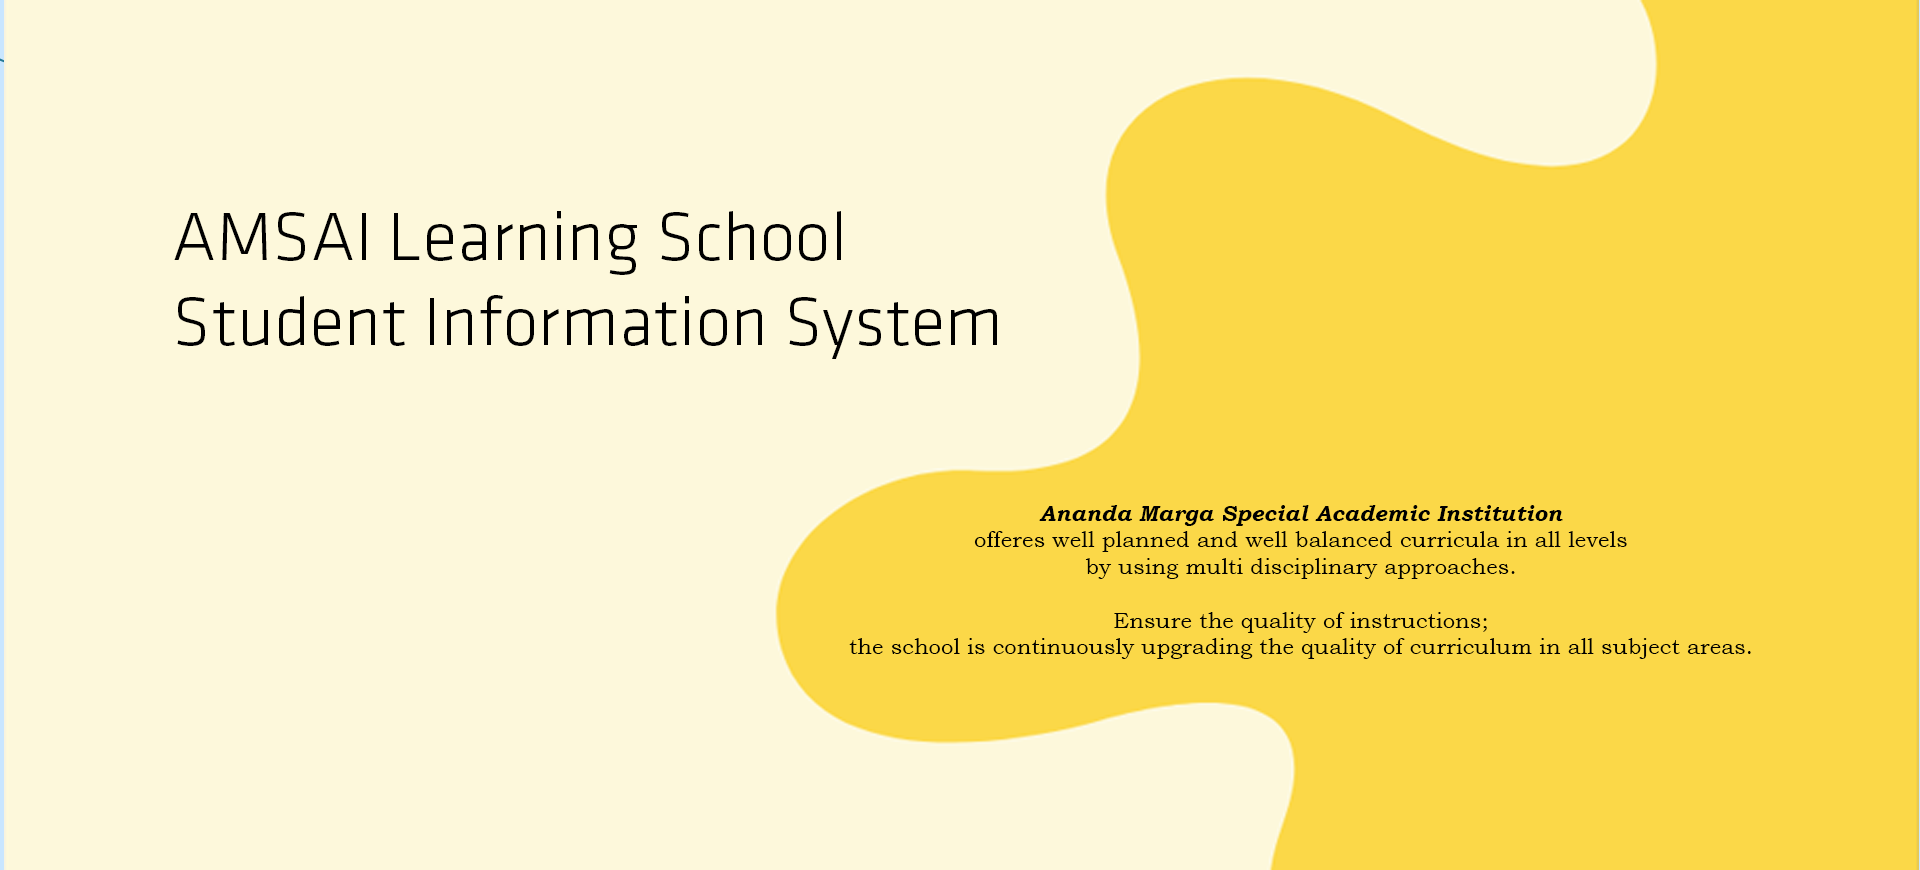 AMSAI Learning School
Student Information System
Ananda Marga Special Academic Institution
offeres well planned and well balanced curricula in all levels
by using multi disciplinary approaches.
Ensure the quality of instructions;
the school is continuously upgrading the quality of curriculum in all subject areas.